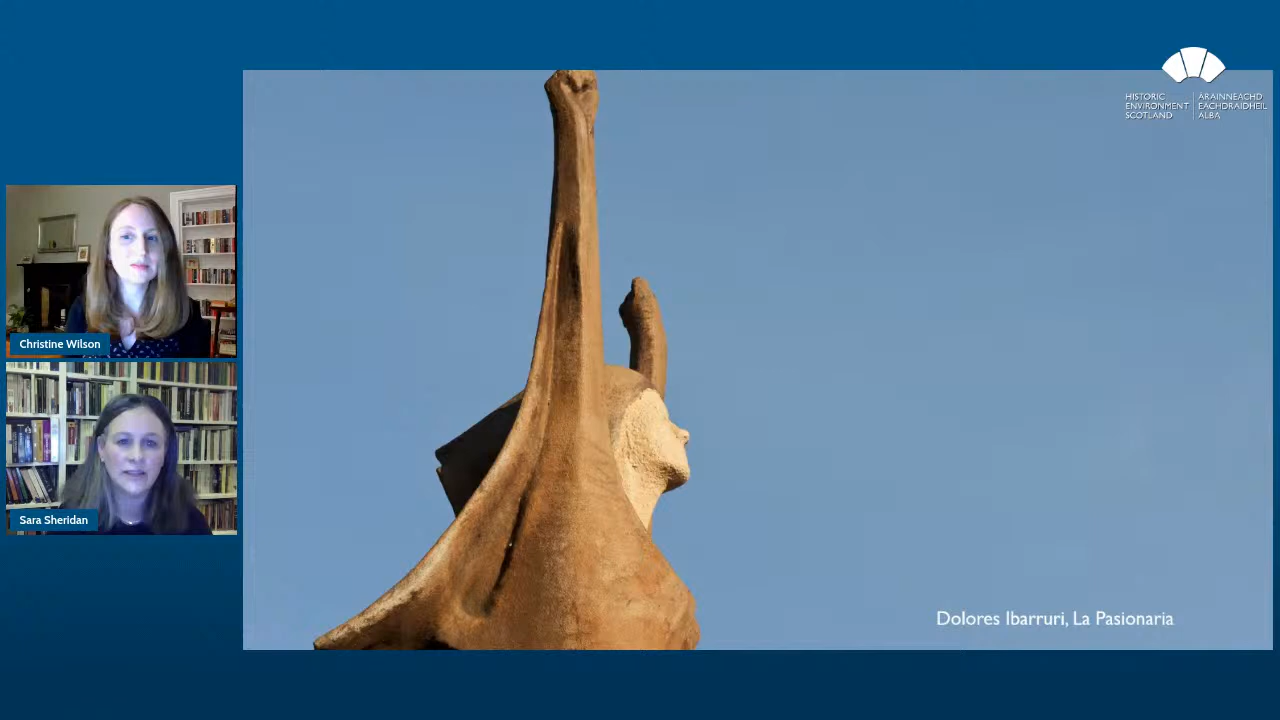 HISTORIC
ENVIRONMENT
SCOTLAND
ÀRAINNEACHD
EACHDRAIDHEIL
ALBA
Christine Wilson
Sara Sheridan
Dolores Ibarruri, La Pasionaria